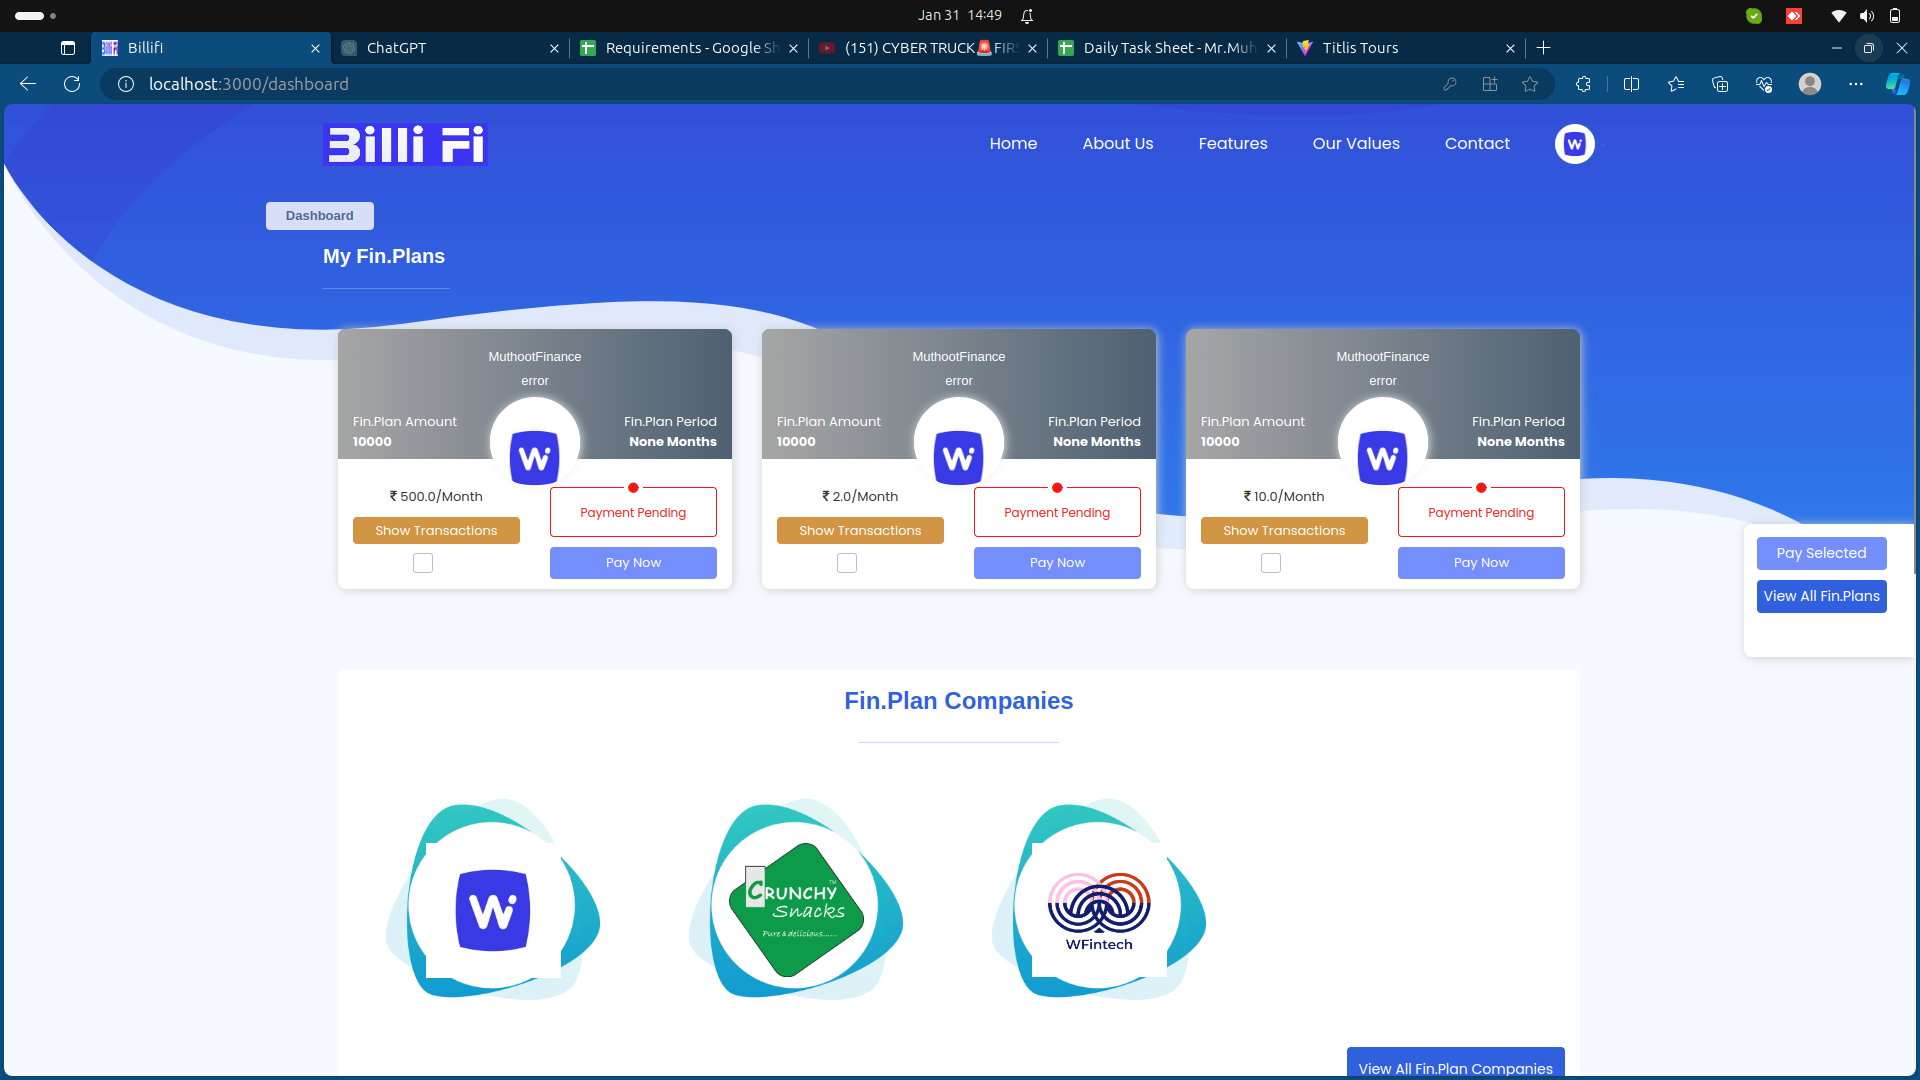 Jan 31 14:49
Billifi
ChatGPT
Requirements - Google Sh
(151) CYBER TRUCK🚨FIRS
Daily Task Sheet - Mr.Muh
Titlis Tours
localhost:3000/dashboard
Billi Fi
Home
About Us
Features
Our Values
Contact
W
Dashboard
My Fin.Plans
MuthootFinance
error
Fin.Plan Amount
10000
Fin.Plan Period
None Months
W
₹ 500.0/Month
Payment Pending
Show Transactions
Pay Now
MuthootFinance
error
Fin.Plan Amount
10000
Fin.Plan Period
None Months
W
₹ 2.0/Month
Payment Pending
Show Transactions
Pay Now
MuthootFinance
error
Fin.Plan Amount
10000
Fin.Plan Period
None Months
W
₹ 10.0/Month
Payment Pending
Show Transactions
Pay Now
Pay Selected
View All Fin.Plans
Fin.Plan Companies
W
CRUNCHY™
Snacks
Pure & delicious......
WFintech
View All Fin.Plan Companies